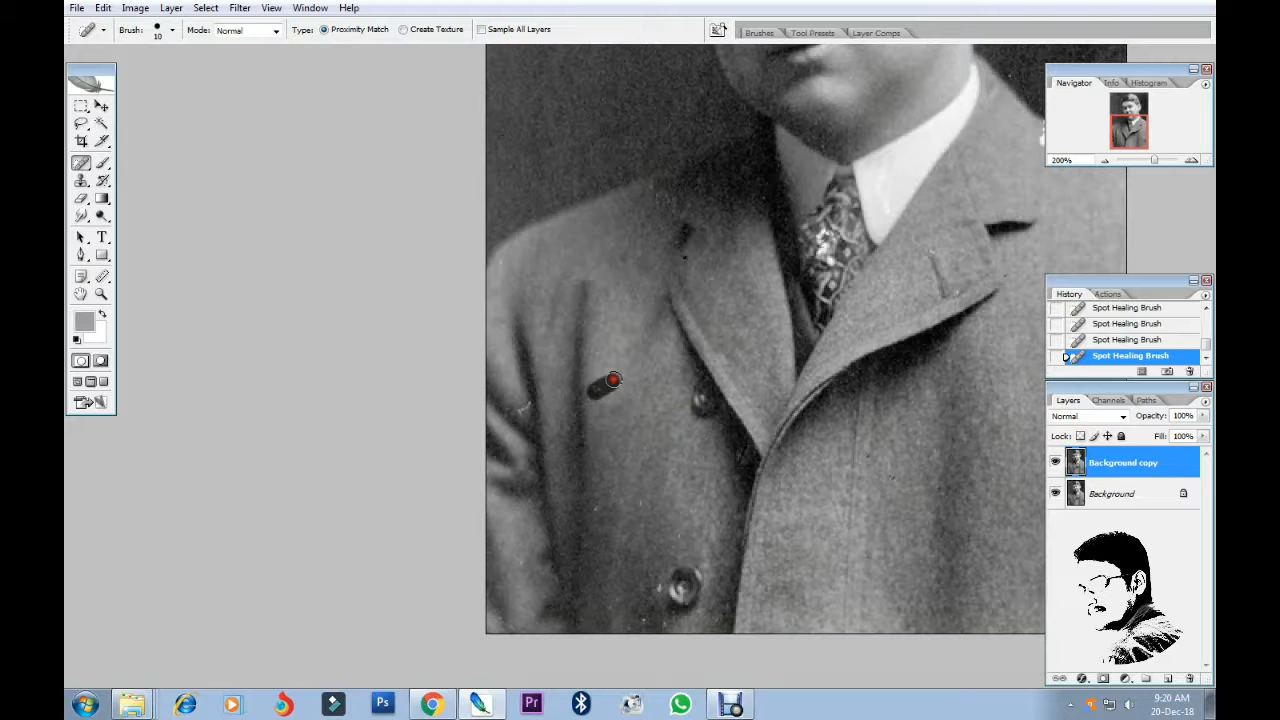 File Edit Image Layer Select Filter View Window Help
Brush: 10 Mode: Normal Type: Proximity Match Create Texture Sample All Layers
Brushes Tool Presets Layer Comps
Navigator Info Histogram
200%
History Actions
Spot Healing Brush
Spot Healing Brush
Spot Healing Brush
Spot Healing Brush
Layers Channels Paths
Normal Opacity: 100%
Lock: Fill: 100%
Background copy
Background
Ps Pr
9:20 AM
20-Dec-18